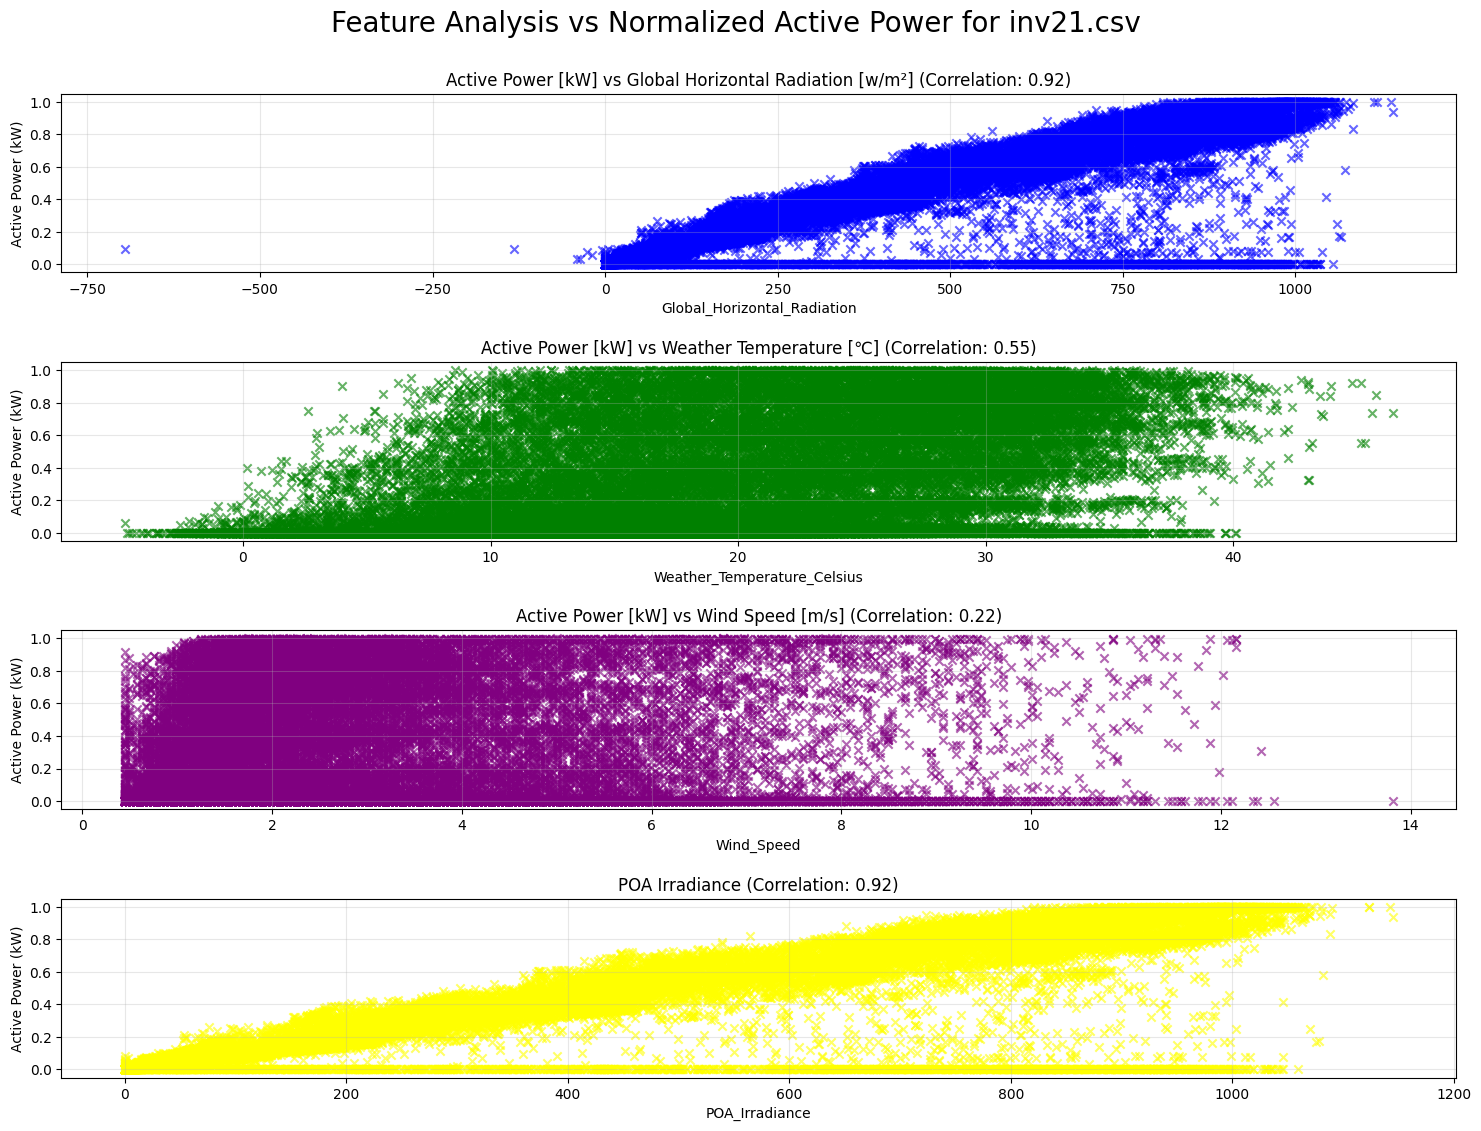 Feature Analysis vs Normalized Active Power for inv21.csv
Active Power [kW] vs Global Horizontal Radiation [w/m²] (Correlation: 0.92)
Active Power (kW)
1.0
0.8
0.6
0.4
0.2
0.0
−750 −500 −250 0 250 500 750 1000
Global_Horizontal_Radiation
Active Power [kW] vs Weather Temperature [℃] (Correlation: 0.55)
Active Power (kW)
1.0
0.8
0.6
0.4
0.2
0.0
0 10 20 30 40
Weather_Temperature_Celsius
Active Power [kW] vs Wind Speed [m/s] (Correlation: 0.22)
Active Power (kW)
1.0
0.8
0.6
0.4
0.2
0.0
0 2 4 6 8 10 12 14
Wind_Speed
POA Irradiance (Correlation: 0.92)
Active Power (kW)
1.0
0.8
0.6
0.4
0.2
0.0
0 200 400 600 800 1000 1200
POA_Irradiance